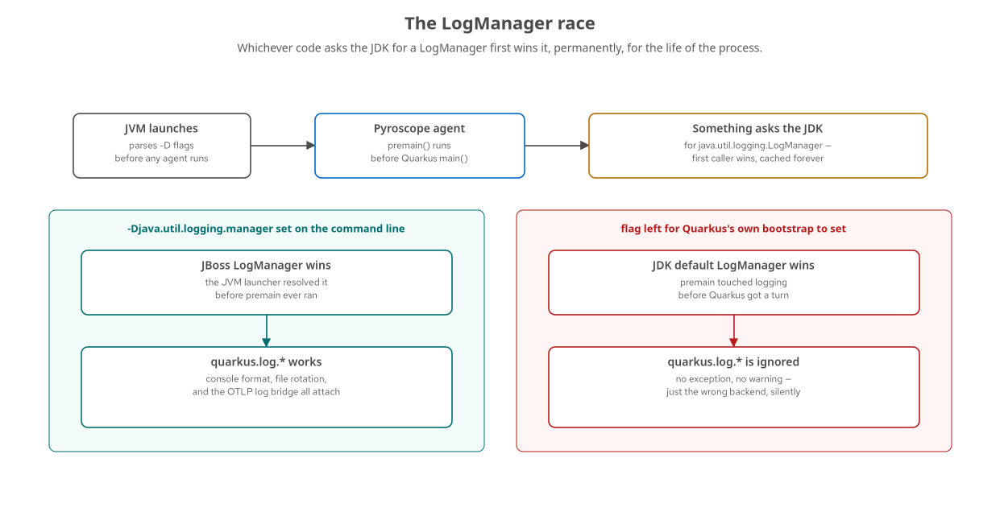 The LogManager race
Whichever code asks the JDK for a LogManager first wins it, permanently, for the life of the process.
JVM launches
parses -D flags
before any agent runs
Pyroscope agent
premain() runs
before Quarkus main()
Something asks the JDK
for java.util.logging.LogManager —
first caller wins, cached forever
-Djava.util.logging.manager set on the command line
JBoss LogManager wins
the JVM launcher resolved it
before premain ever ran
quarkus.log.* works
console format, file rotation,
and the OTLP log bridge all attach
flag left for Quarkus's own bootstrap to set
JDK default LogManager wins
premain touched logging
before Quarkus got a turn
quarkus.log.* is ignored
no exception, no warning —
just the wrong backend, silently